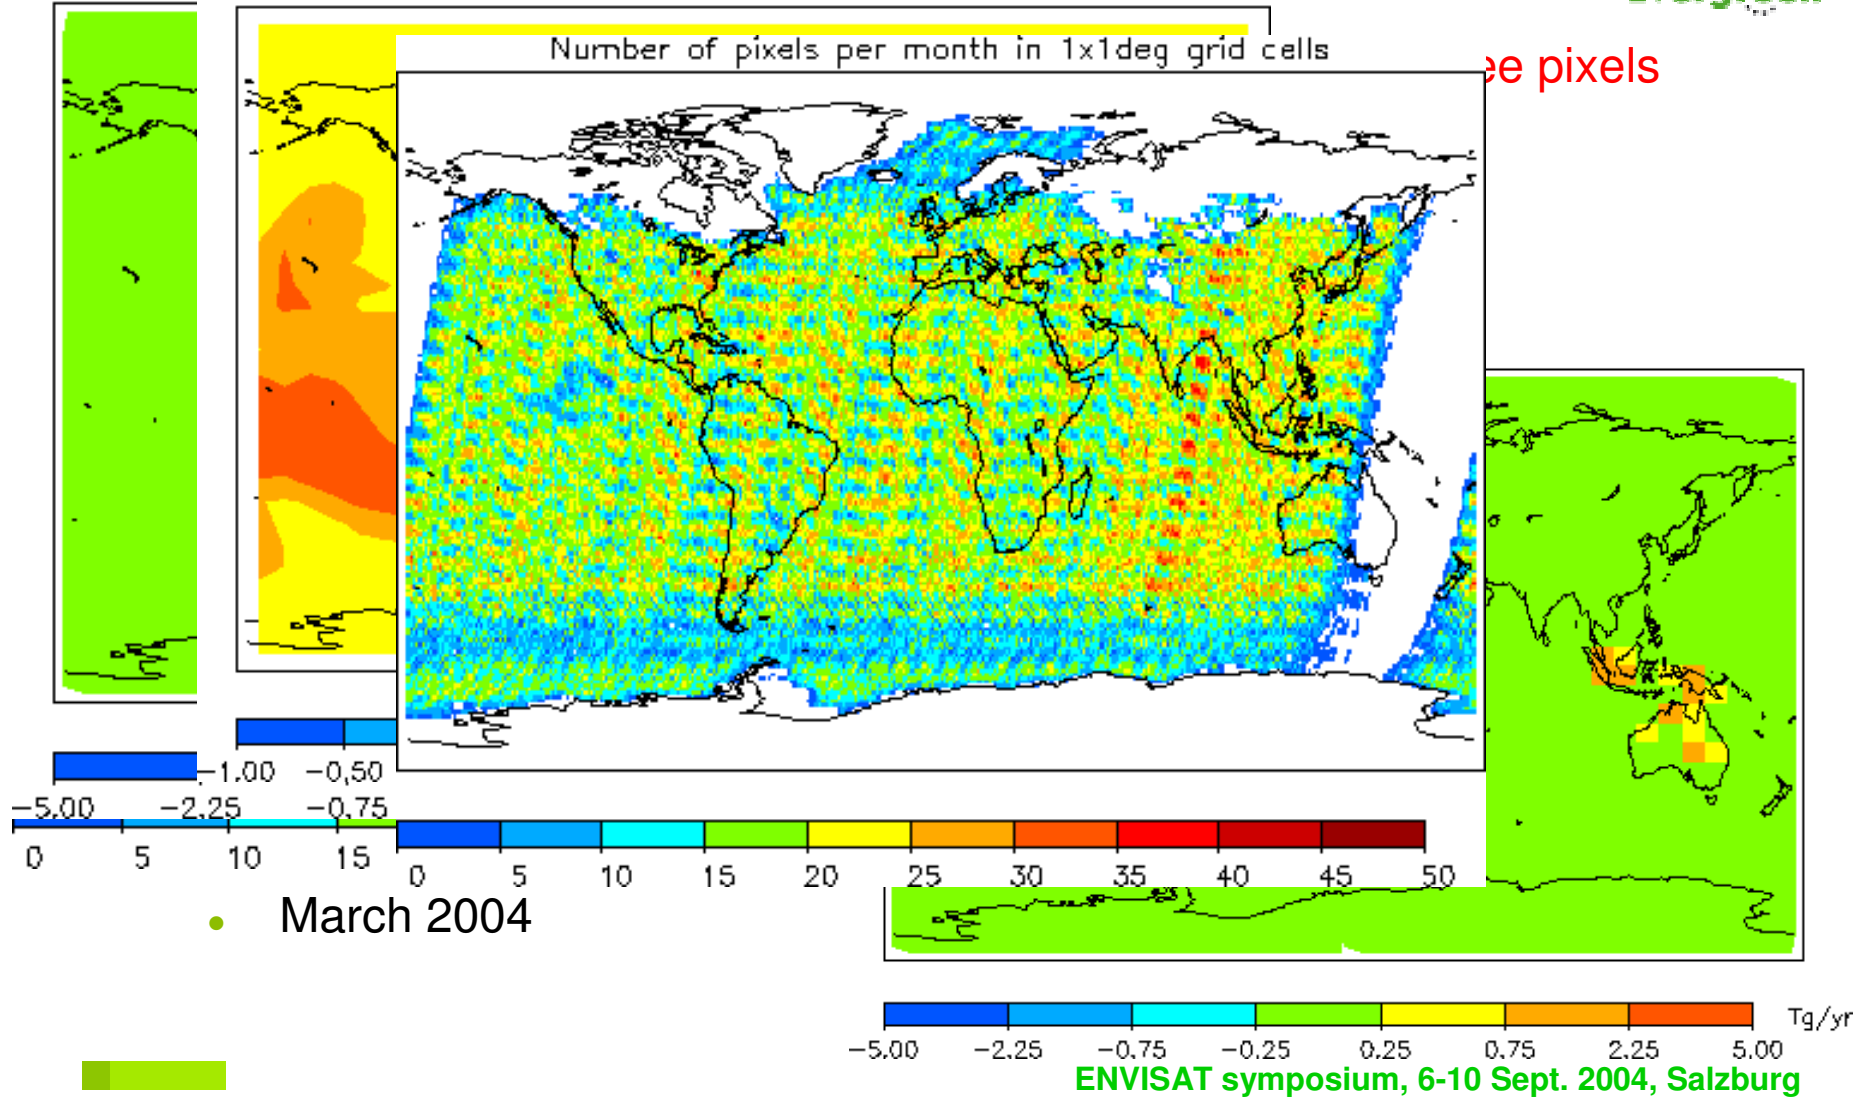 Number of pixels per month in 1x1deg grid cells
ee pixels
-1.00 -0.50
-5.00 -2.25 -0.75
0 5 10 15
0 5 10 15 20 25 30 35 40 45 50
March 2004
Tg/yr
-5.00 -2.25 -0.75 -0.25 0.25 0.75 2.25 5.00
ENVISAT symposium, 6-10 Sept. 2004, Salzburg